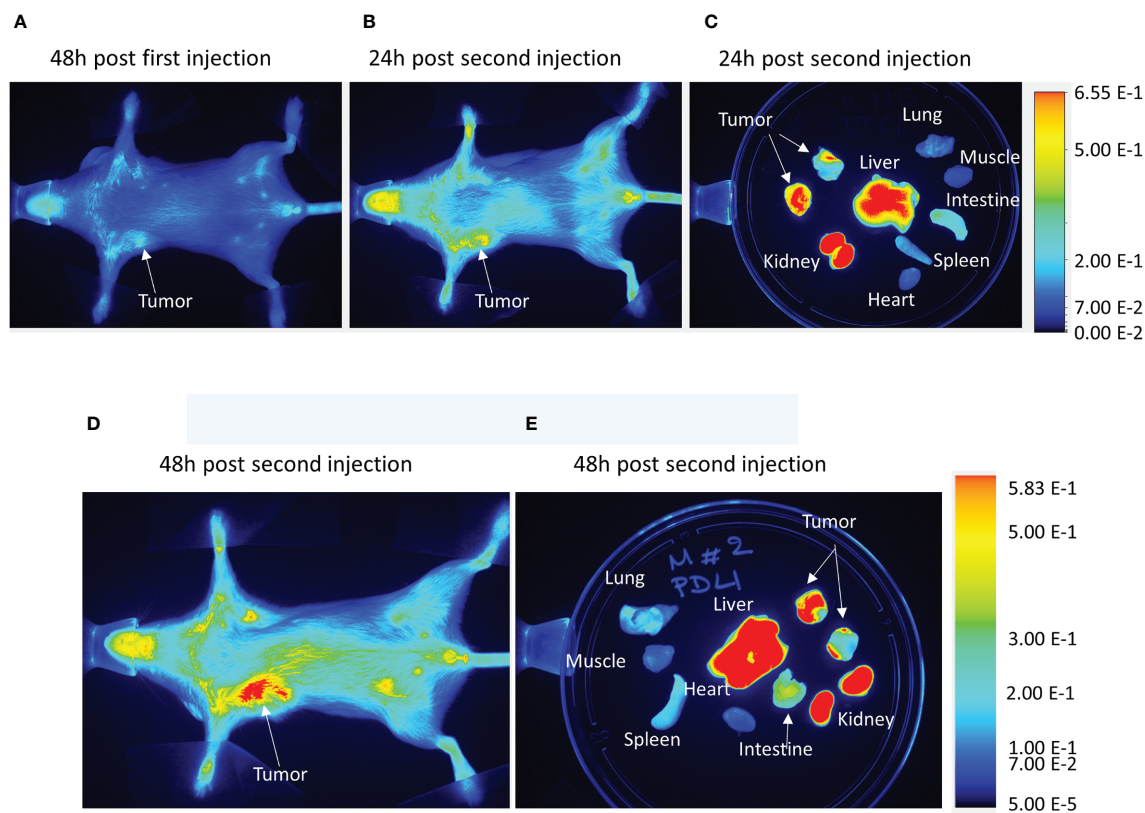 A
B
C
48h post first injection
24h post second injection
24h post second injection
Tumor
Tumor
Tumor
Lung
Liver
Muscle
Intestine
Kidney
Spleen
Heart
6.55 E-1
5.00 E-1
2.00 E-1
7.00 E-2
0.00 E-2
D
E
48h post second injection
48h post second injection
Tumor
Tumor
M # 2
PDL1
Lung
Liver
Muscle
Heart
Spleen
Intestine
Kidney
5.83 E-1
5.00 E-1
3.00 E-1
2.00 E-1
1.00 E-1
7.00 E-2
5.00 E-5